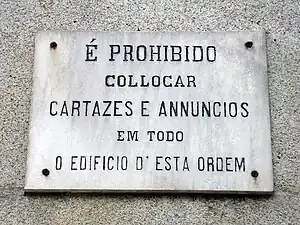 É PROHIBIDO
COLLOCAR
CARTAZES E ANNUNCIOS
EM TODO
O EDIFICIO D'ESTA ORDEM